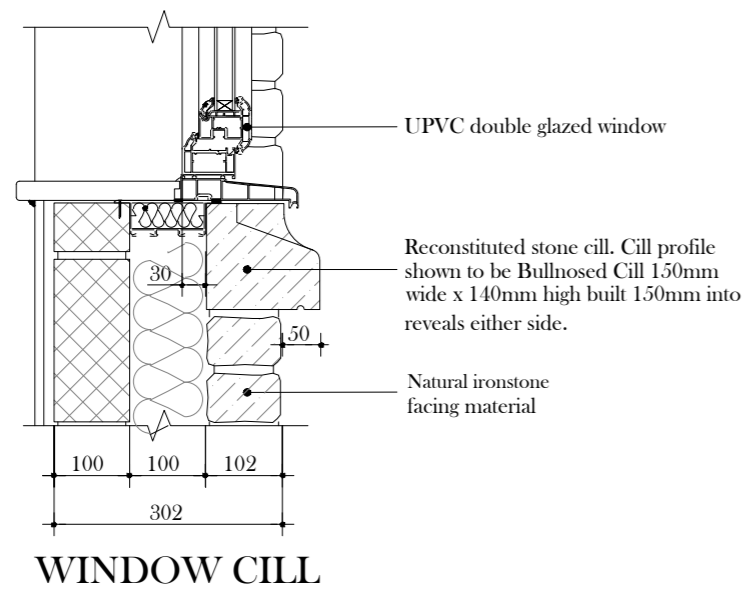 UPVC double glazed window
Reconstituted stone cill. Cill profile
shown to be Bullnosed Cill 150mm
wide x 140mm high built 150mm into
reveals either side.
30
50
Natural ironstone
facing material
100 100 102
302
WINDOW CILL